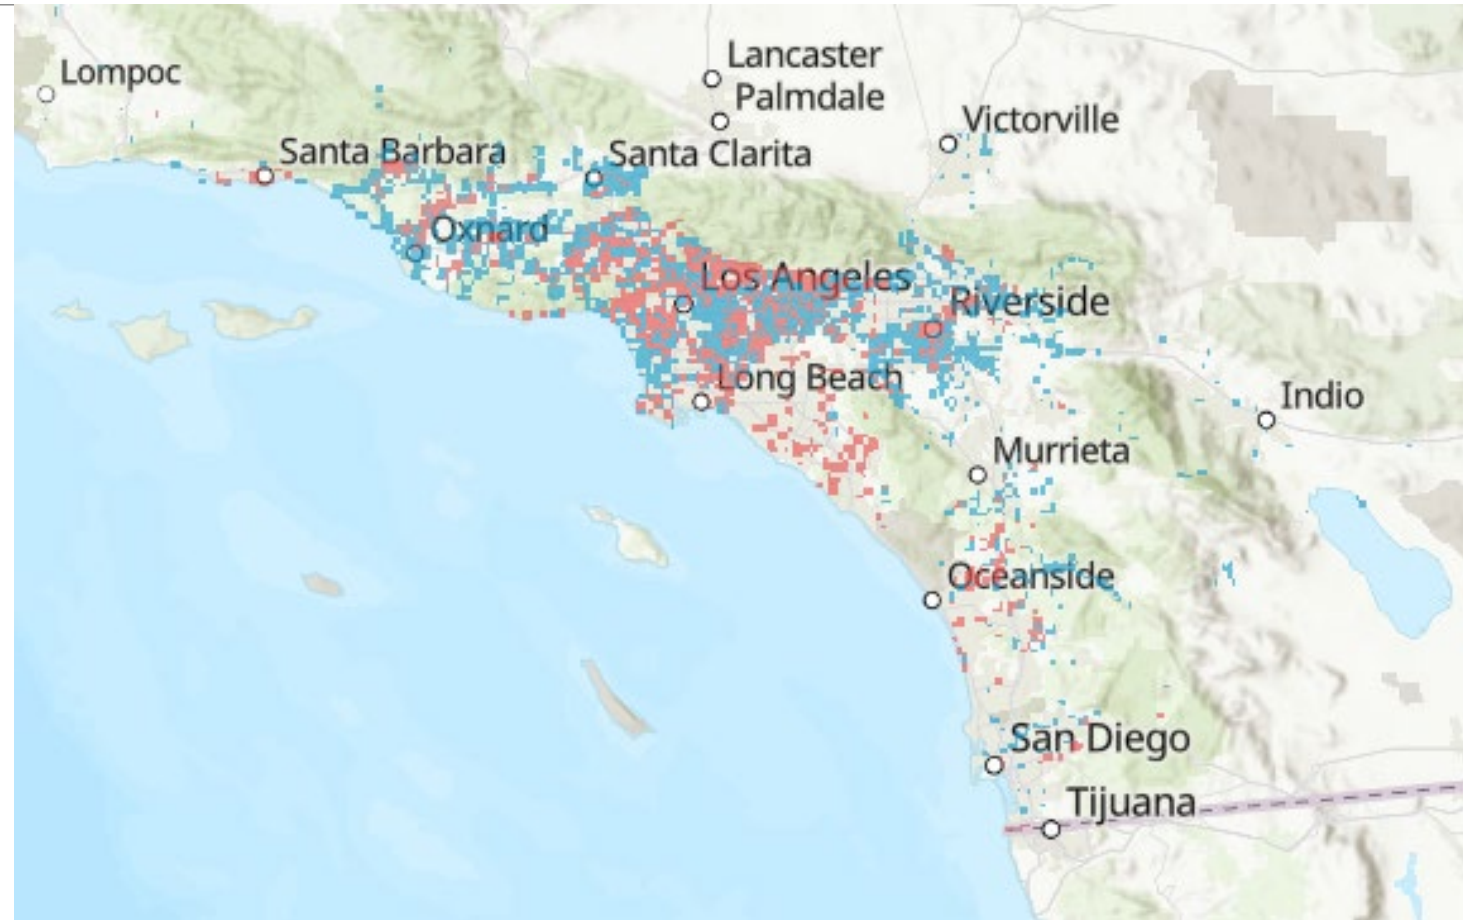 Lancaster
Lompoc
Palmdale
Victorville
Santa Barbara
Santa Clarita
Oxnard
Los Angeles
Riverside
Long Beach
Indio
Murrieta
Oceanside
San Diego
Tijuana